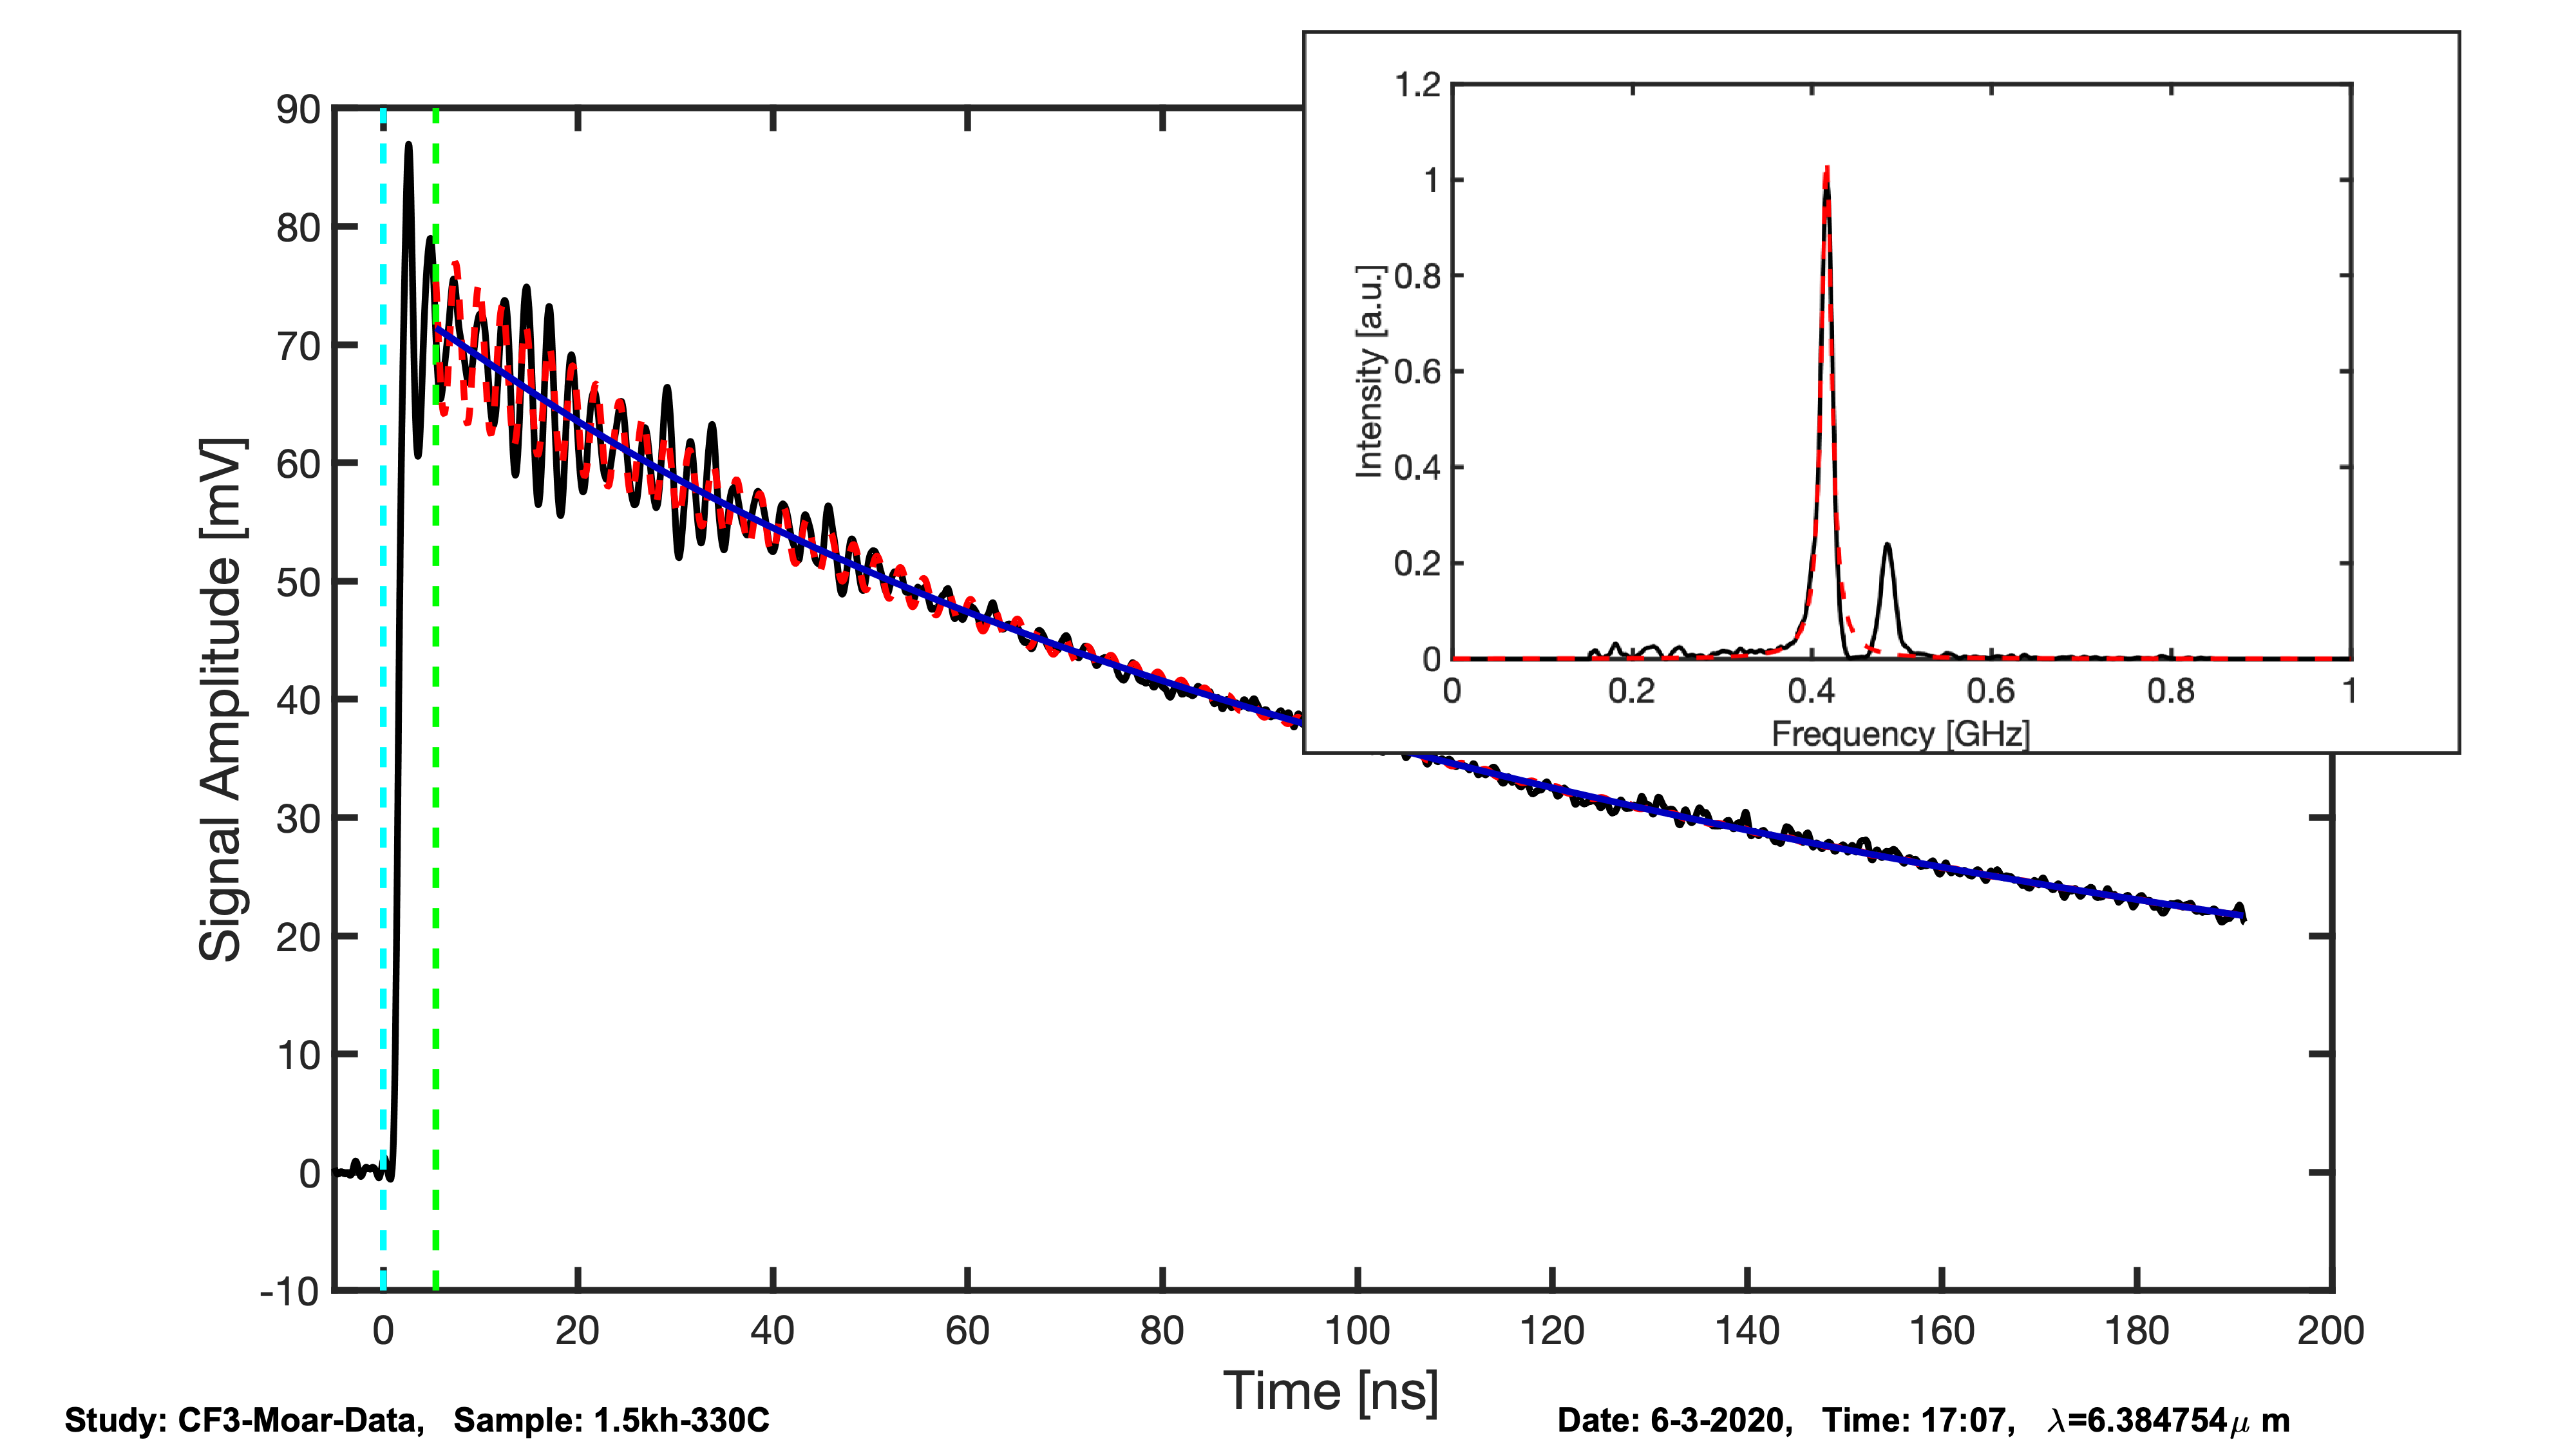 1.2
1
0.8
0.6
0.4
0.2
0
Intensity [a.u.]
0 0.2 0.4 0.6 0.8 1
Frequency [GHz]
90
80
70
60
50
40
30
20
10
0
-10
Signal Amplitude [mV]
0 20 40 60 80 100 120 140 160 180 200
Time [ns]
Study: CF3-Moar-Data, Sample: 1.5kh-330C
Date: 6-3-2020, Time: 17:07, λ=6.384754μ m